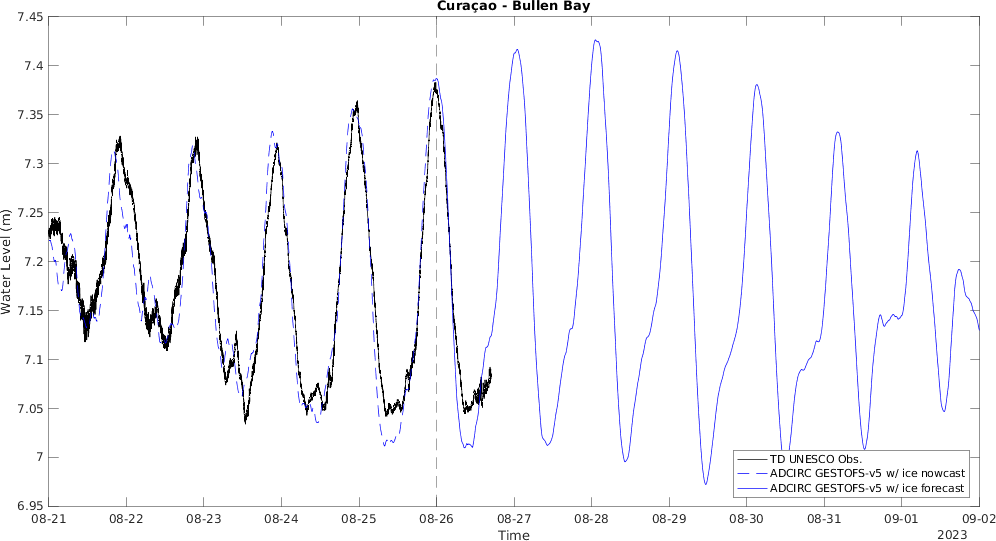 Curaçao - Bullen Bay
Water Level (m)
7.45
7.4
7.35
7.3
7.25
7.2
7.15
7.1
7.05
7
6.95
TD UNESCO Obs.
ADCIRC GESTOFS-v5 w/ ice nowcast
ADCIRC GESTOFS-v5 w/ ice forecast
08-21 08-22 08-23 08-24 08-25 08-26 08-27 08-28 08-29 08-30 08-31 09-01 09-02
Time
2023